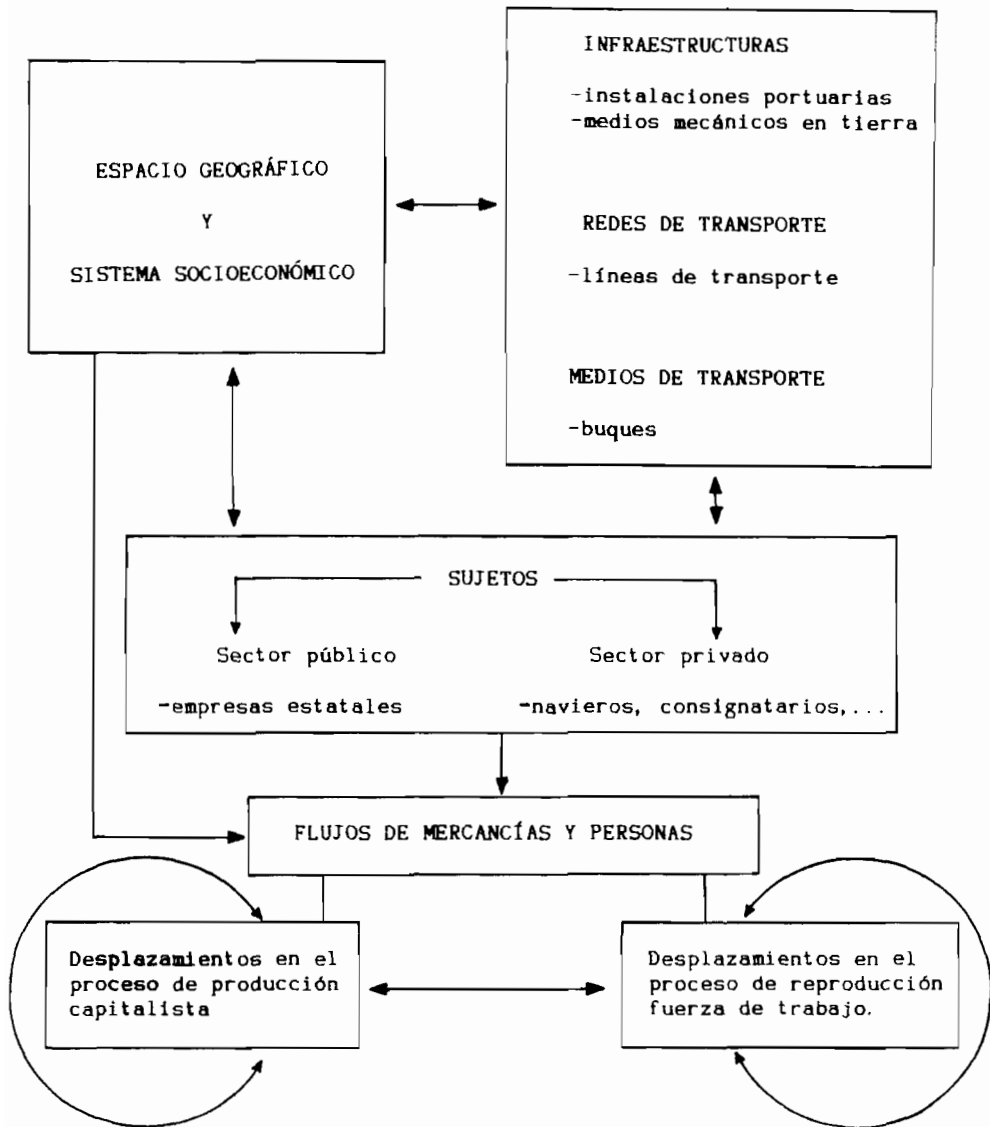 ESPACIO GEOGRÁFICO
Y
SISTEMA SOCIOECONÓMICO
INFRAESTRUCTURAS
-instalaciones portuarias
-medios mecánicos en tierra
REDES DE TRANSPORTE
-líneas de transporte
MEDIOS DE TRANSPORTE
-buques
SUJETOS
Sector público
-empresas estatales
Sector privado
-navieros, consignatarios,...
FLUJOS DE MERCANCÍAS Y PERSONAS
Desplazamientos en el
proceso de producción
capitalista
Desplazamientos en el
proceso de reproducción
fuerza de trabajo.